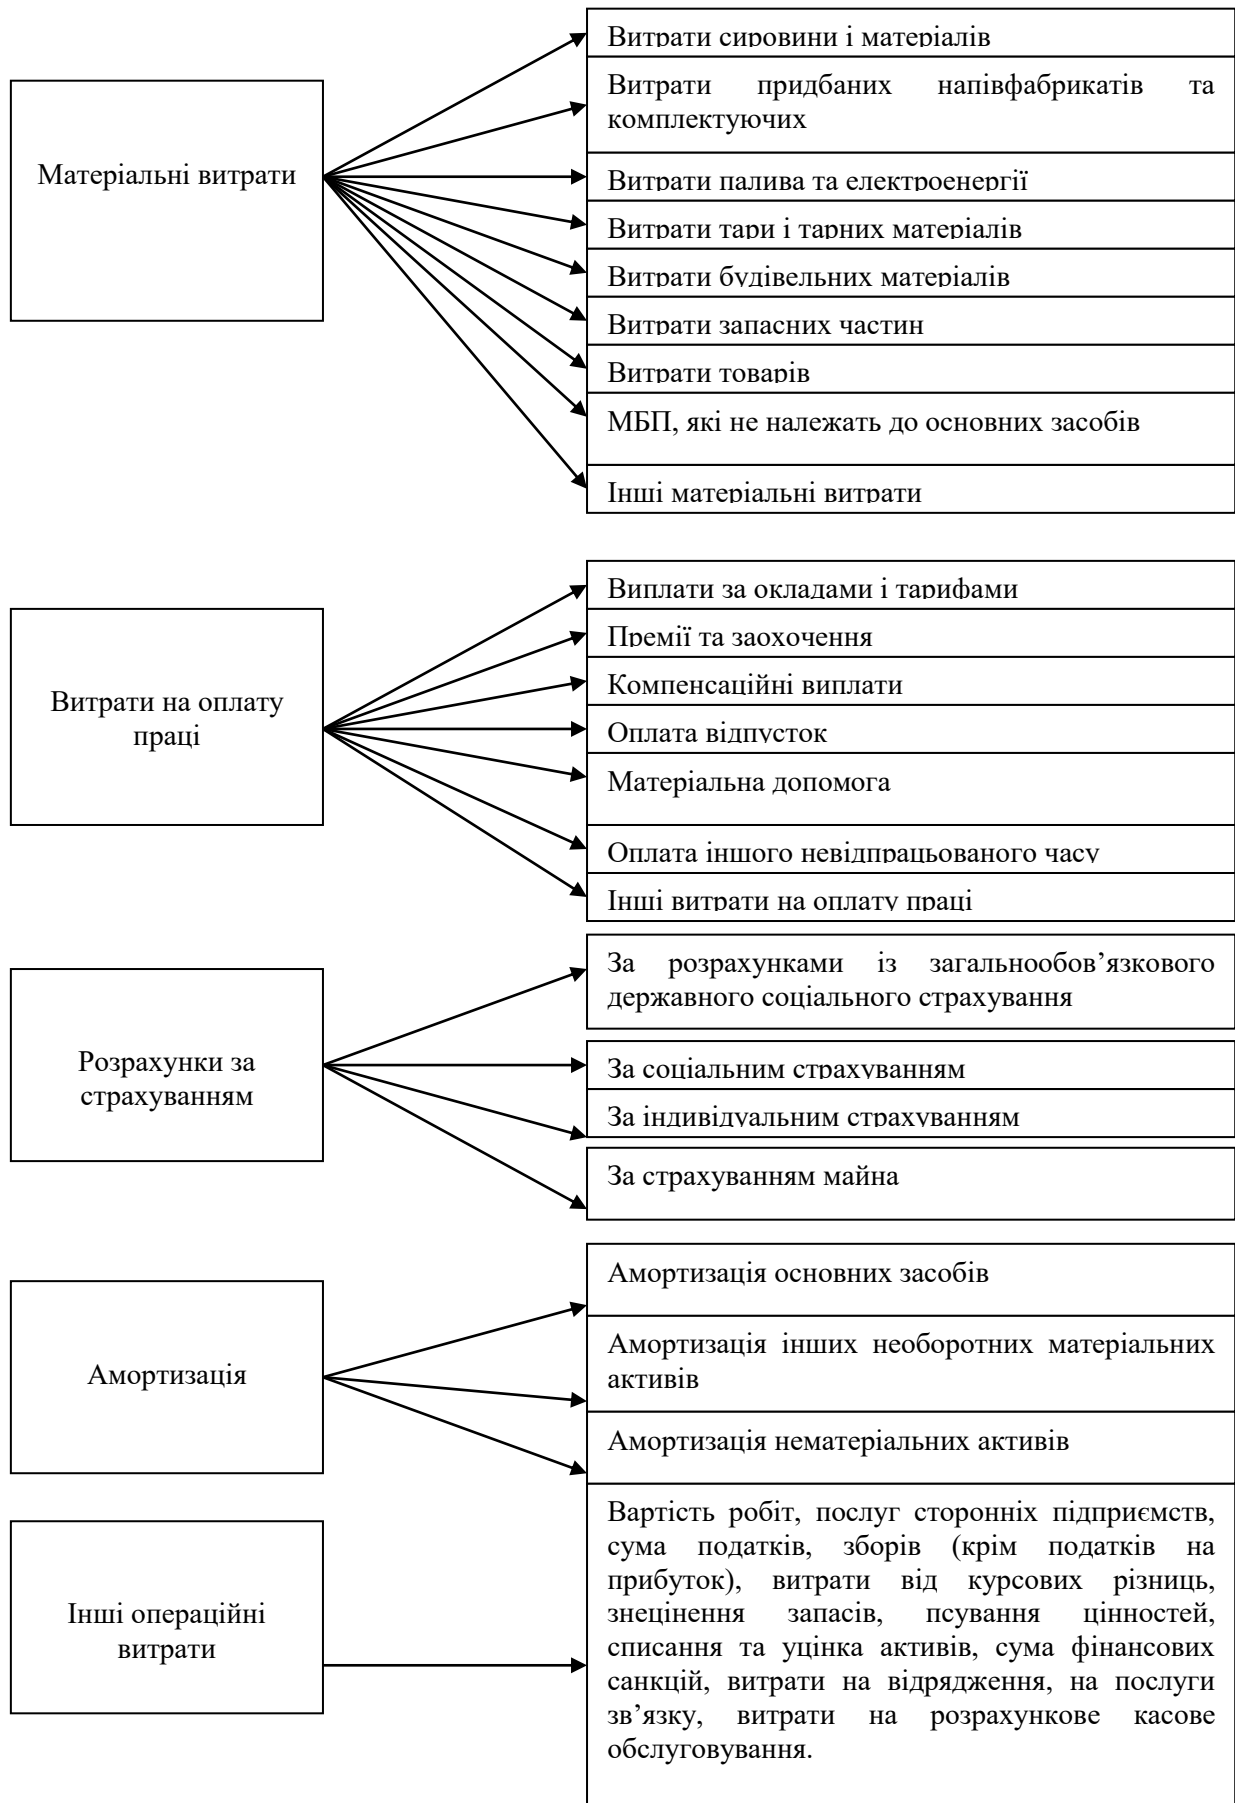 Матеріальні витрати
Витрати сировини і матеріалів
Витрати придбаних напівфабрикатів та
комплектуючих
Витрати палива та електроенергії
Витрати тари і тарних матеріалів
Витрати будівельних матеріалів
Витрати запасних частин
Витрати товарів
МБП, які не належать до основних засобів
Інші матеріальні витрати
Витрати на оплату
праці
Виплати за окладами і тарифами
Премії та заохочення
Компенсаційні виплати
Оплата відпусток
Матеріальна допомога
Оплата іншого невідпрацьованого часу
Інші витрати на оплату праці
Розрахунки за
страхуванням
За розрахунками із загальнообов’язкового
державного соціального страхування
За соціальним страхуванням
За індивідуальним страхуванням
За страхуванням майна
Амортизація
Амортизація основних засобів
Амортизація інших необоротних матеріальних
активів
Амортизація нематеріальних активів
Інші операційні
витрати
Вартість робіт, послуг сторонніх підприємств,
сума податків, зборів (крім податків на
прибуток), витрати від курсових різниць,
знецінення запасів, псування цінностей,
списання та уцінка активів, сума фінансових
санкцій, витрати на відрядження, на послуги
зв’язку, витрати на розрахункове касове
обслуговування.